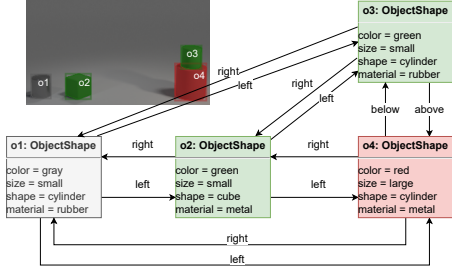 o3: ObjectShape
color = green
size = small
shape = cylinder
material = rubber
o1
o2
o3
o4
right
left
right
left
below
above
o1: ObjectShape
color = gray
size = small
shape = cylinder
material = rubber
right
left
o2: ObjectShape
color = green
size = small
shape = cube
material = metal
right
left
o4: ObjectShape
color = red
size = large
shape = cylinder
material = metal
right
left